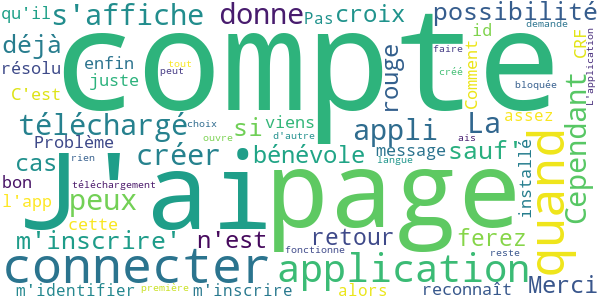 qu'il s'affiche donne Pas croix possibilité
déjà compte id demande
résolu enfin tout faire Comment CRF L'application
C'est juste peut rouge créé bloquée
téléchargé choix si viens appli La assez Cependant
Problème ouvre d'autre ais
cas créer bénévole message sauf installé
rien langue
bon J'ai page quand
téléchargement
l'app peux
cette
m'inscrire' n'est retour ferez
connecter fonctionne application reste
m'identifier première m'inscrire alors reconnaît Merci